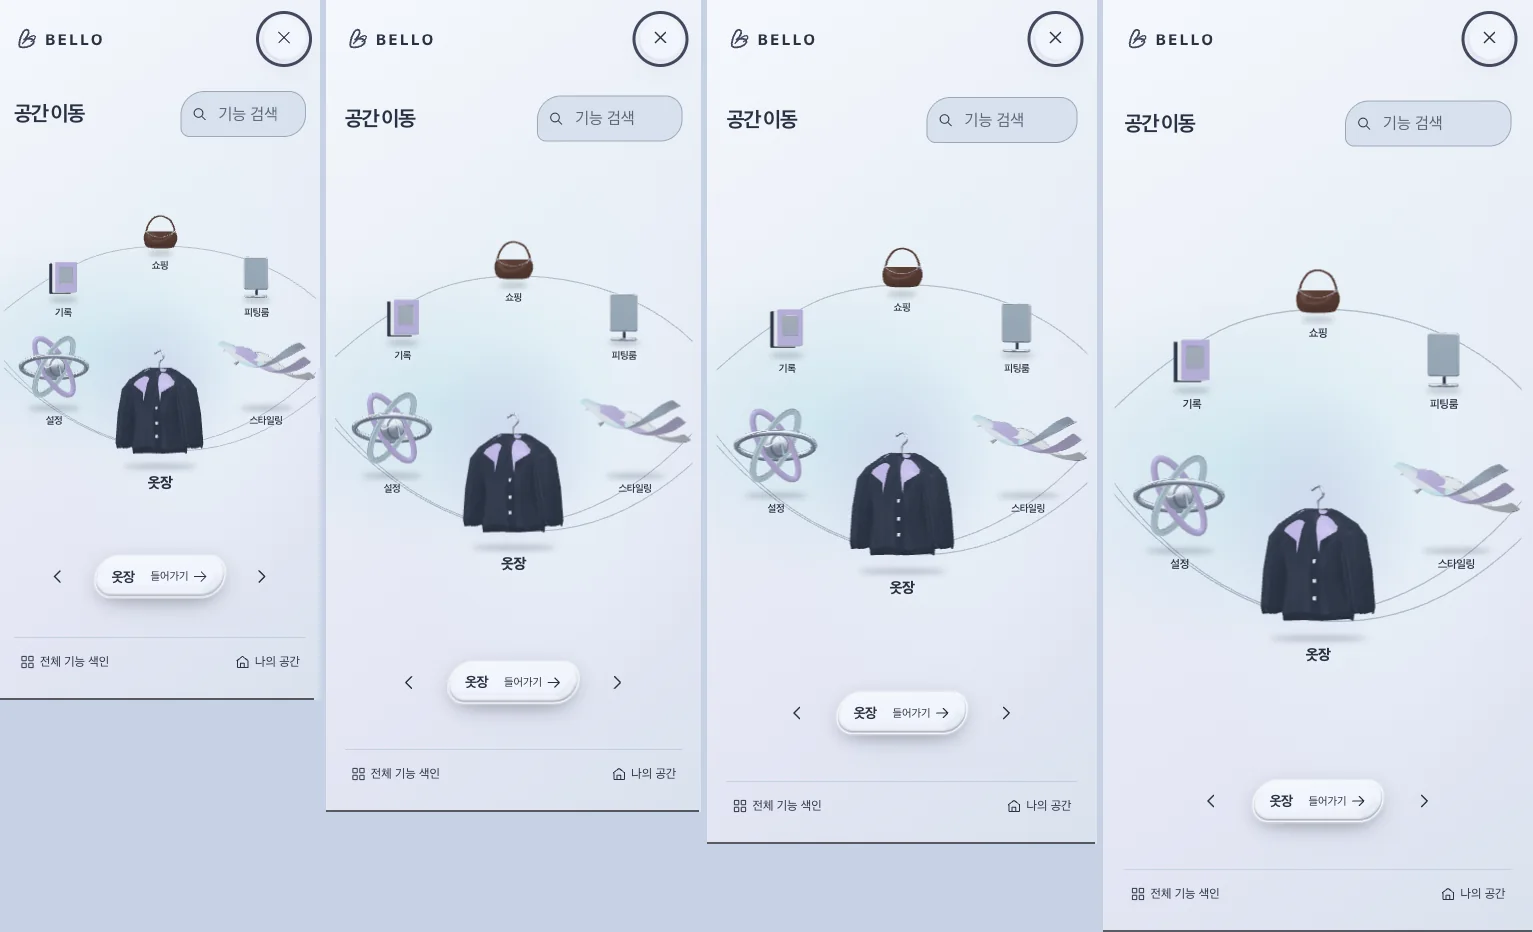 BELLO
공간이동
기능 검색
쇼핑
기록
피팅룸
설정
스타일링
옷장
옷장 들어가기
전체 기능 색인
나의 공간
BELLO
공간이동
기능 검색
쇼핑
기록
피팅룸
설정
스타일링
옷장
옷장 들어가기
전체 기능 색인
나의 공간
BELLO
공간이동
기능 검색
쇼핑
기록
피팅룸
설정
스타일링
옷장
옷장 들어가기
전체 기능 색인
나의 공간
BELLO
공간이동
기능 검색
쇼핑
기록
피팅룸
설정
스타일링
옷장
옷장 들어가기
전체 기능 색인
나의 공간